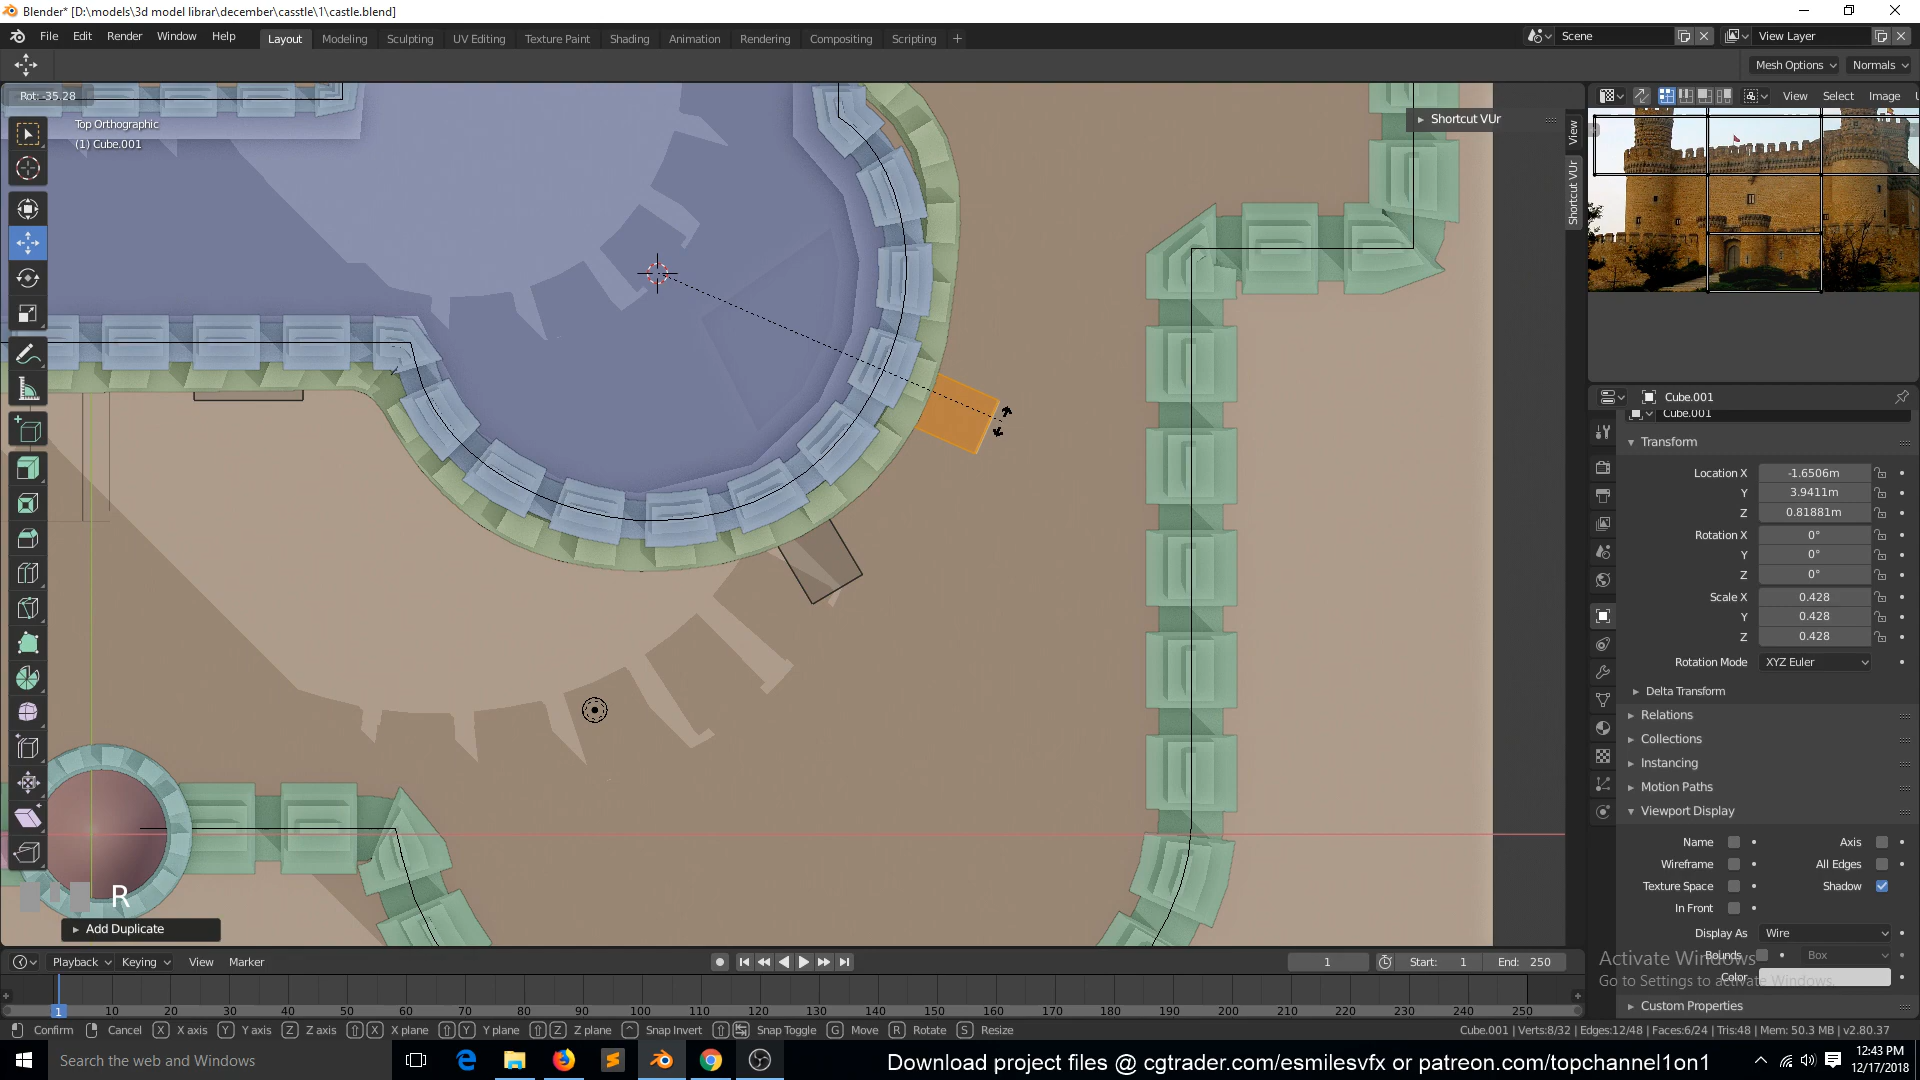 Blender* [D:\models\3d model librar\december\casstle\1\castle.blend]
File Edit Render Window Help Layout Modeling Sculpting UV Editing Texture Paint Shading Animation Rendering Compositing Scripting + Scene View Layer
Mesh Options Normals
Rot: -35.28
View Select Image
Top Orthographic
(1) Cube.001
Shortcut VUr
View
Shortcut VUr
Cube.001
Cube.001
Transform
Location X -1.6506m
Y 3.9411m
Z 0.81881m
Rotation X 0°
Y 0°
Z 0°
Scale X 0.428
Y 0.428
Z 0.428
Rotation Mode XYZ Euler
Delta Transform
Relations
Collections
Instancing
Motion Paths
Viewport Display
Name Axis
Wireframe All Edges
Texture Space Shadow
In Front
Display As Wire
Bounds Box
Color
Custom Properties
Activate Windows
Go to Settings to activate Windows.
R
Add Duplicate
Playback Keying View Marker 1 Start: 1 End: 250
1 10 20 30 40 50 60 70 80 90 100 110 120 130 140 150 160 170 180 190 200 210 220 230 240 250
Confirm Cancel X X axis Y Y axis Z Z axis X X plane Y Y plane Z Z plane Snap Invert Snap Toggle G Move R Rotate S Resize Cube.001 | Verts:8/32 | Edges:12/48 | Faces:6/24 | Tris:48 | Mem: 50.3 MB | v2.80.37
Search the web and Windows
Download project files @ cgtrader.com/esmilesvfx or patreon.com/topchannel1on1
12:43 PM
12/17/2018